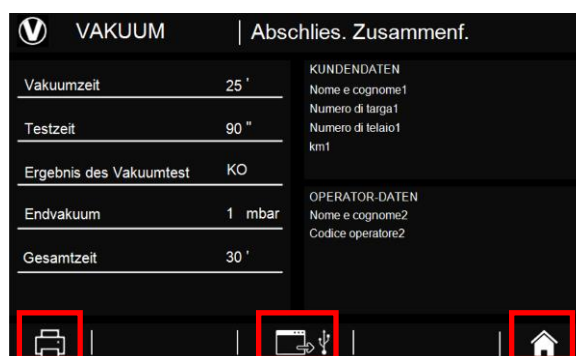 V VAKUUM Abschlies. Zusammenf.
Vakuumzeit 25 '
Testzeit 90 "
Ergebnis des Vakuumtest KO
Endvakuum 1 mbar
Gesamtzeit 30 '
KUNDENDATEN
Nome e cognome1
Numero di targa1
Numero di telaio1
km1
OPERATOR-DATEN
Nome e cognome2
Codice operatore2